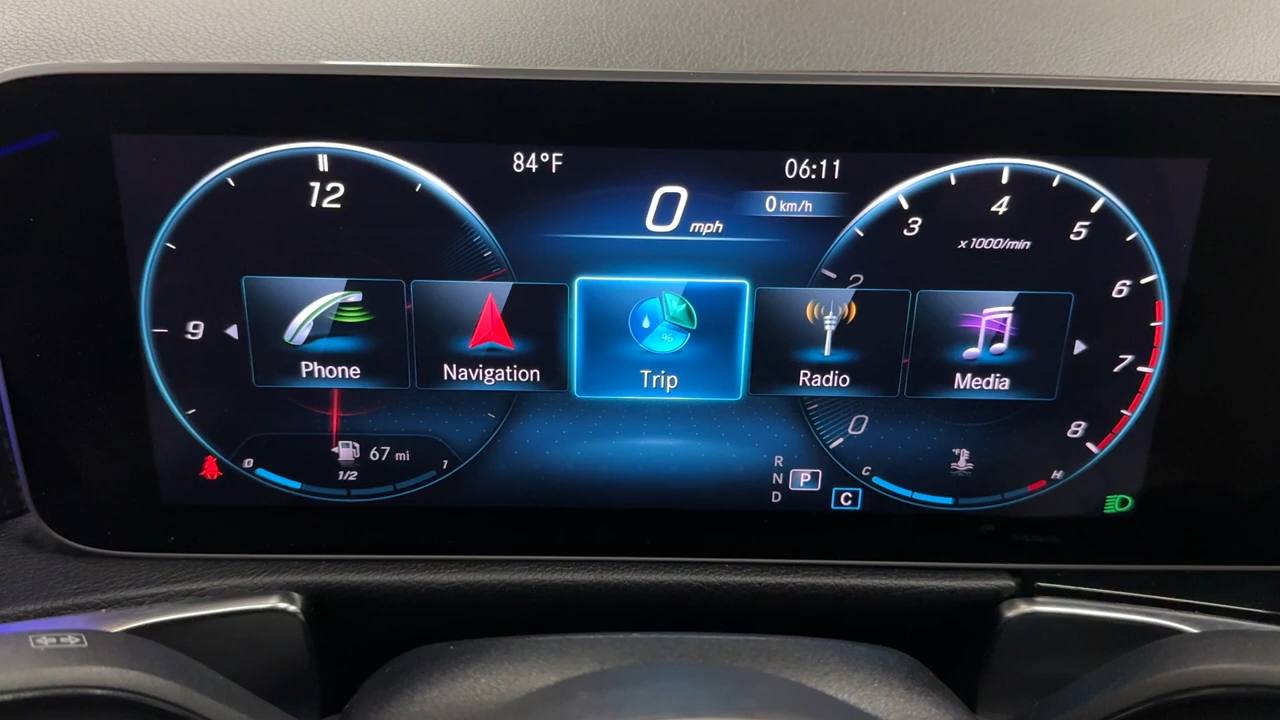 84°F
06:11
12
0 mph
0 km/h
3
4
5
x1000/min
2
6
9
Phone
Navigation
Trip
Radio
Media
7
0
8
67 mi
0
1/2
1
R
N
P
D
C
C
H
°F